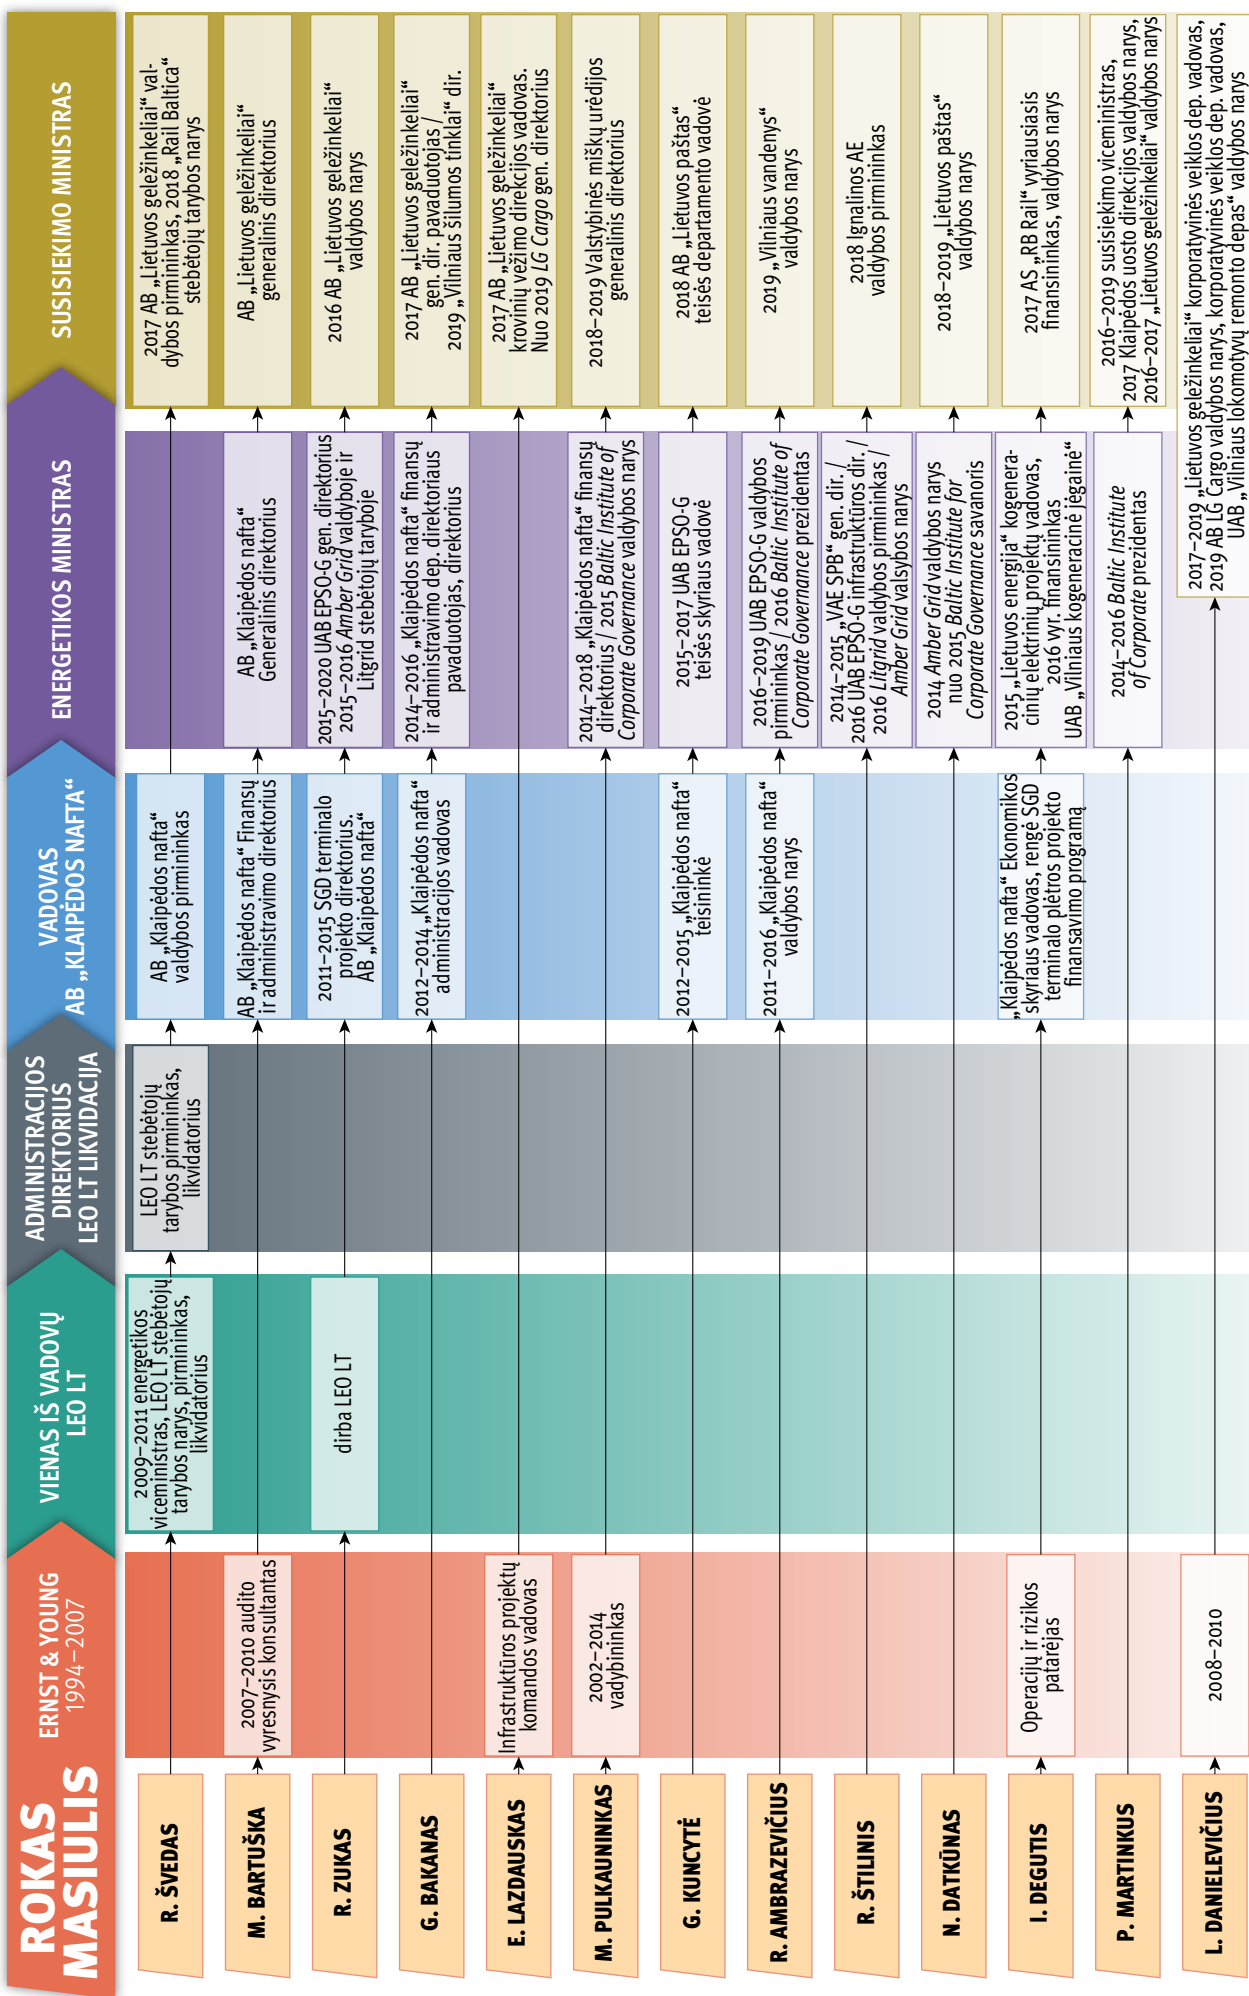 ROKAS
MASIULIS
ERNST & YOUNG
1994–2007
VIENAS IŠ VADOVŲ
LEO LT
ADMINISTRACIJOS
DIREKTORIUS
LEO LT LIKVIDACIJA
VADOVAS
AB „KLAIPĖDOS NAFTA“
ENERGETIKOS MINISTRAS
SUSISIEKIMO MINISTRAS
R. ŠVEDAS
2009–2011 energetikos
viceministras, LEO LT stebėtojų
tarybos narys, pirmininkas,
likvidatorius
LEO LT stebėtojų
tarybos pirmininkas,
likvidatorius
AB „Klaipėdos nafta“
valdybos pirmininkas
2017 AB „Lietuvos geležinkeliai“ val-
dybos pirmininkas, 2018 „Rail Baltica“
stebėtojų tarybos narys
M. BARTUŠKA
2007–2010 audito
vyresnysis konsultantas
AB „Klaipėdos nafta“ Finansų
ir administravimo direktorius
AB „Klaipėdos nafta“
Generalinis direktorius
AB „Lietuvos geležinkeliai“
generalinis direktorius
R. ZUKAS
dirba LEO LT
2011–2015 SGD terminalo
projekto direktorius.
AB „Klaipėdos nafta“
2015–2020 UAB EPSO-G gen. direktorius
2015–2016 Amber Grid valdyboje ir
Litgrid stebėtojų taryboje
2016 AB „Lietuvos geležinkeliai“
valdybos narys
G. BAKANAS
2012–2014 „Klaipėdos nafta“
administracijos vadovas
2014–2016 „Klaipėdos nafta“ finansų
ir administravimo dep. direktoriaus
pavaduotojas, direktorius
2017 AB „Lietuvos geležinkeliai“
gen. dir. pavaduotojas /
2019 „Vilniaus šilumos tinklai“ dir.
E. LAZDAUSKAS
Infrastruktūros projektų
komandos vadovas
2017 AB „Lietuvos geležinkeliai“
krovinių vežimo direkcijos vadovas.
Nuo 2019 LG Cargo gen. direktorius
M. PULKAUNINKAS
2002–2014
vadybininkas
2014–2018 „Klaipėdos nafta“ finansų
direktorius / 2015 Baltic Institute of
Corporate Governance valdybos narys
2018–2019 Valstybinės miškų urėdijos
generalinis direktorius
G. KUNCYTĖ
2012–2015 „Klaipėdos nafta“
teisininkė
2015–2017 UAB EPSO-G
teisės skyriaus vadovė
2018 AB „Lietuvos paštas“
teisės departamento vadovė
R. AMBRAZEVIČIUS
2011–2016 „Klaipėdos nafta“
valdybos narys
2016–2019 UAB EPSO-G valdybos
pirmininkas / 2016 Baltic Institute of
Corporate Governance prezidentas
2019 „Vilniaus vandenys“
valdybos narys
R. ŠTILINIS
2014–2015 „VAE SPB“ gen. dir. /
2016 UAB EPSO-G infrastruktūros dir. /
2016 Litgrid valdybos pirmininkas /
Amber Grid valsybos narys
2018 Ignalinos AE
valdybos pirmininkas
N. DATKŪNAS
2014 Amber Grid valdybos narys
nuo 2015 Baltic Institute for
Corporate Governance savanoris
2018–2019 „Lietuvos paštas“
valdybos narys
I. DEGUTIS
Operacijų ir rizikos
patarėjas
„Klaipėdos nafta“ Ekonomikos
skyriaus vadovas, rengė SGD
terminalo plėtros projekto
finansavimo programą
2015 „Lietuvos energija“ kogenera-
cinių elektrinių projektų vadovas,
2016 vyr. finansininkas
UAB „Vilniaus kogeneracinė jėgainė“
2017 AS „RB Rail“ vyriausiasis
finansininkas, valdybos narys
P. MARTINKUS
2014–2016 Baltic Institute
of Corporate prezidentas
2016–2019 susisiekimo viceministras,
2017 Klaipėdos uosto direkcijos valdybos narys,
2016–2017 „Lietuvos geležinkeliai“ valdybos narys
L. DANIELEVIČIUS
2008–2010
2017–2019 „Lietuvos geležinkeliai“ korporatyvinės veiklos dep. vadovas,
2019 AB LG Cargo valdybos narys, korporatyvinės veiklos dep. vadovas,
UAB „Vilniaus lokomotyvų remonto depas“ valdybos narys